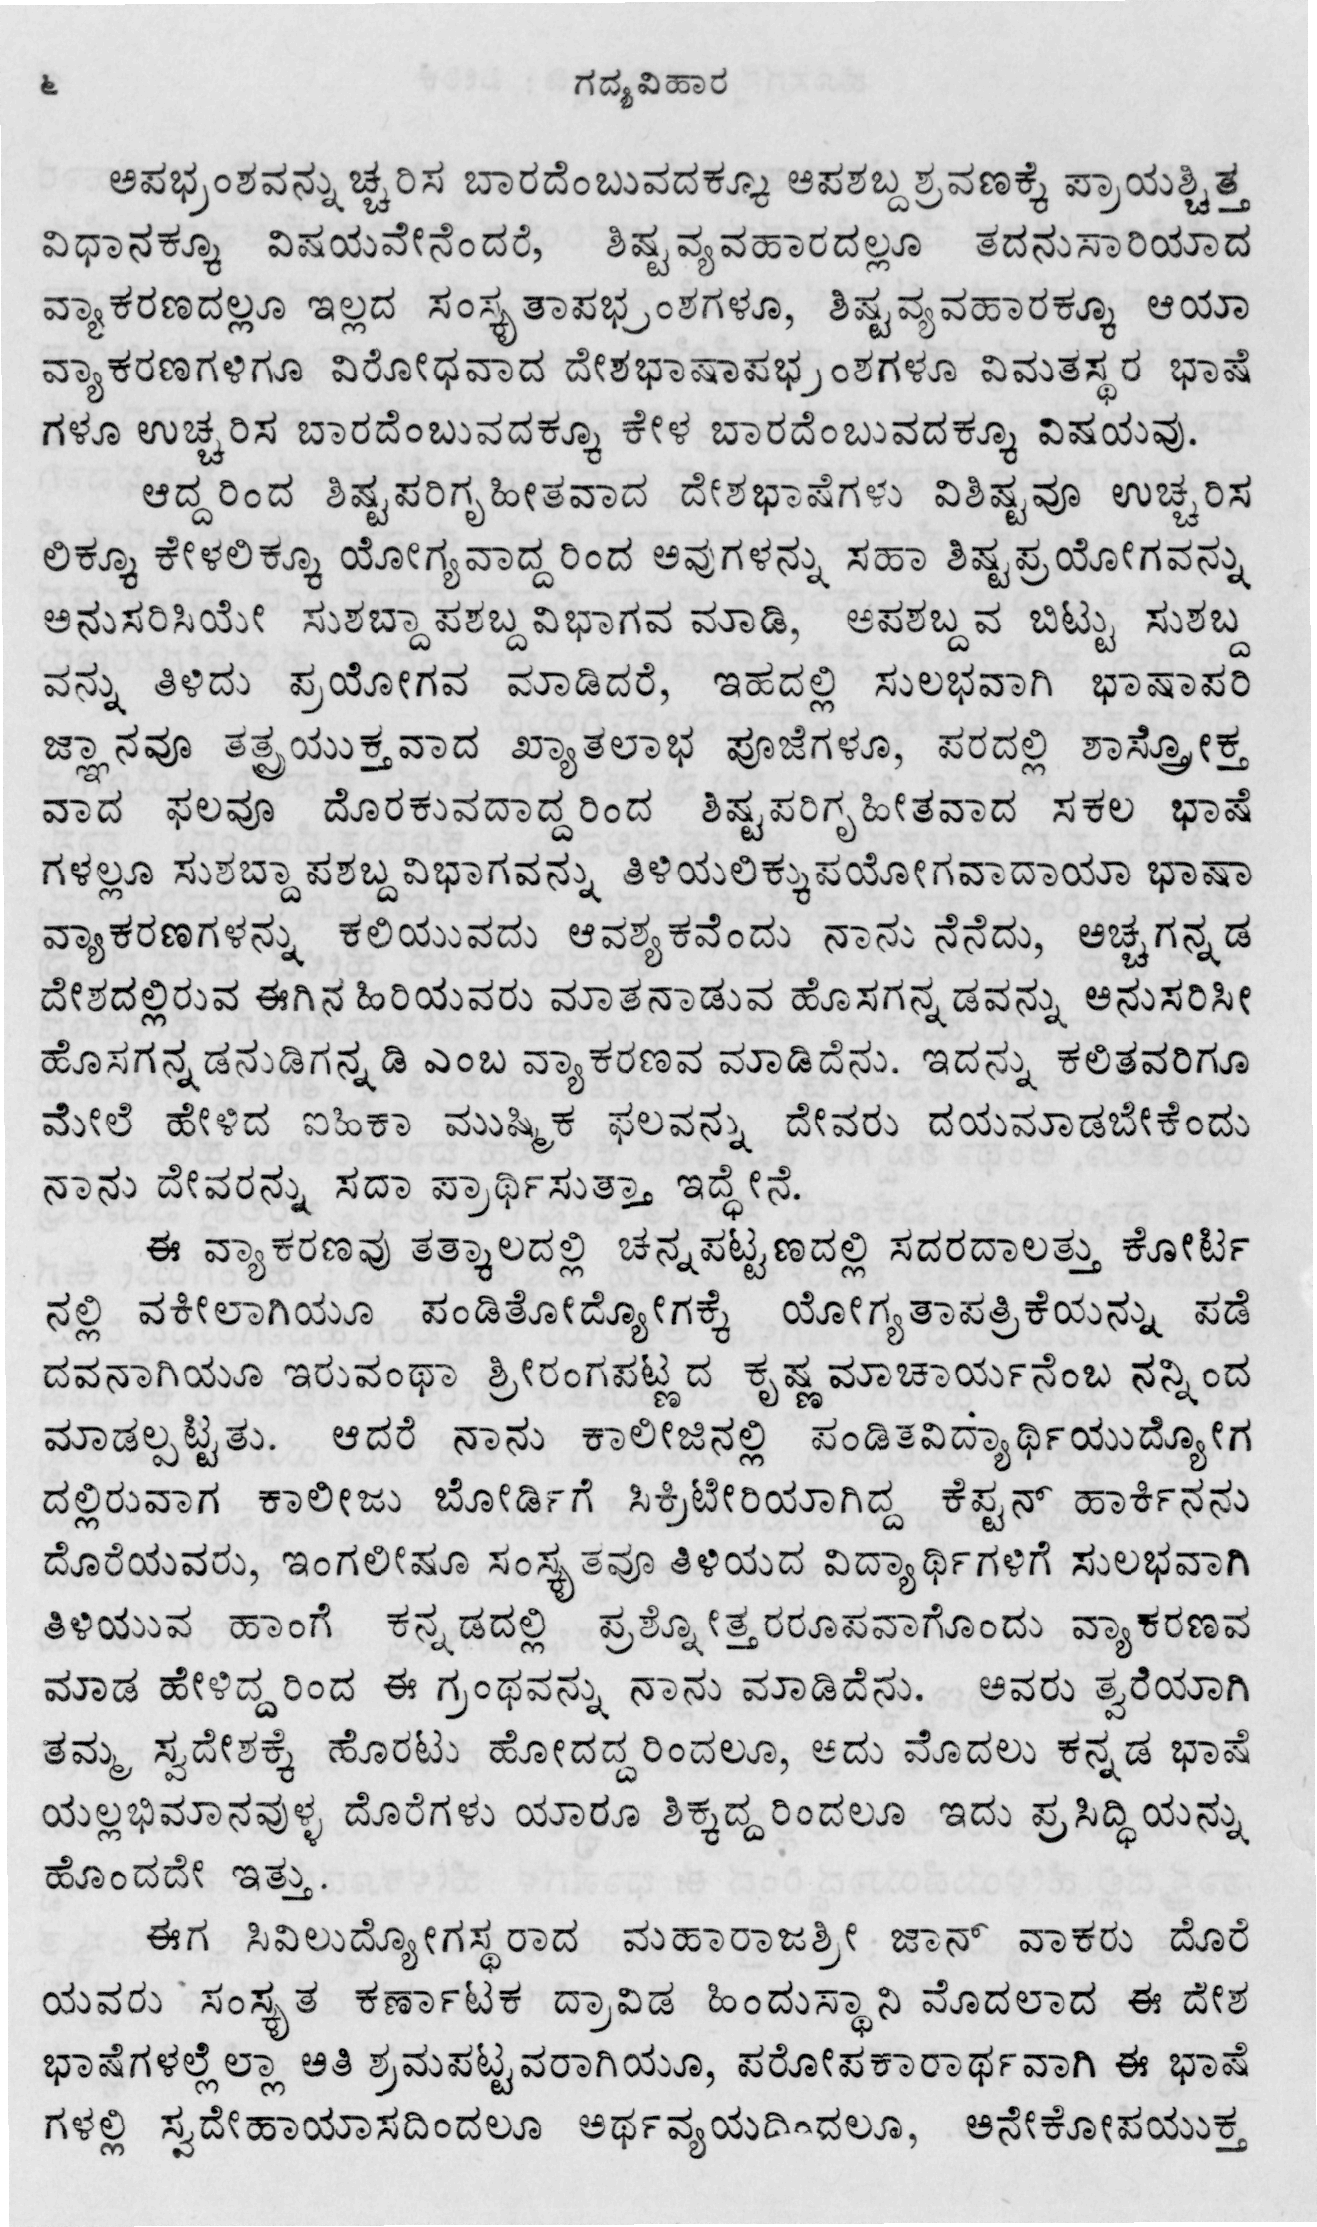 ೬
ಗದ್ಯವಿಹಾರ
ಅಪಭ್ರಂಶವನ್ನುಚ್ಚರಿಸ ಬಾರದೆಂಬುವದಕ್ಕೂ ಆಪಶಬ್ದಶ್ರವಣಕ್ಕೆ ಪ್ರಾಯಶ್ಚಿತ್ತ
ವಿಧಾನಕ್ಕೂ ವಿಷಯವೇನೆಂದರೆ, ಶಿಷ್ಟವ್ಯವಹಾರದಲ್ಲೂ ತದನುಸಾರಿಯಾದ
ವ್ಯಾಕರಣದಲ್ಲೂ ಇಲ್ಲದ ಸಂಸ್ಕೃತಾಪಭ್ರಂಶಗಳೂ, ಶಿಷ್ಟವ್ಯವಹಾರಕ್ಕೂ ಆಯಾ
ವ್ಯಾಕರಣಗಳಿಗೂ ವಿರೋಧವಾದ ದೇಶಭಾಷಾಪಭ್ರಂಶಗಳೂ ವಿಮತಸ್ಥರ ಭಾಷೆ
ಗಳೂ ಉಚ್ಚರಿಸ ಬಾರದೆಂಬುವದಕ್ಕೂ ಕೇಳ ಬಾರದೆಂಬುವದಕ್ಕೂ ವಿಷಯವು.
ಆದ್ದರಿಂದ ಶಿಷ್ಟಪರಿಗೃಹೀತವಾದ ದೇಶಭಾಷೆಗಳು ವಿಶಿಷ್ಟವೂ ಉಚ್ಚರಿಸ
ಲಿಕ್ಕೂ ಕೇಳಲಿಕ್ಕೂ ಯೋಗ್ಯವಾದ್ದರಿಂದ ಅವುಗಳನ್ನು ಸಹಾ ಶಿಷ್ಟಪ್ರಯೋಗವನ್ನು
ಅನುಸರಿಸಿಯೇ ಸುಶಬ್ದಾಪಶಬ್ದವಿಭಾಗವ ಮಾಡಿ, ಅಪಶಬ್ದವ ಬಿಟ್ಟು ಸುಶಬ್ದ
ವನ್ನು ತಿಳಿದು ಪ್ರಯೋಗವ ಮಾಡಿದರೆ, ಇಹದಲ್ಲಿ ಸುಲಭವಾಗಿ ಭಾಷಾಪರಿ
ಜ್ಞಾನವೂ ತತ್ಪ್ರಯುಕ್ತವಾದ ಖ್ಯಾತಲಾಭ ಪೂಜೆಗಳೂ, ಪರದಲ್ಲಿ ಶಾಸ್ತ್ರೋಕ್ತ
ವಾದ ಫಲವೂ ದೊರಕುವದಾದ್ದರಿಂದ ಶಿಷ್ಟಪರಿಗೃಹೀತವಾದ ಸಕಲ ಭಾಷೆ
ಗಳಲ್ಲೂ ಸುಶಬ್ದಾಪಶಬ್ದವಿಭಾಗವನ್ನು ತಿಳಿಯಲಿಕ್ಕುಪಯೋಗವಾದಾಯಾ ಭಾಷಾ
ವ್ಯಾಕರಣಗಳನ್ನು ಕಲಿಯುವದು ಆವಶ್ಯಕವೆಂದು ನಾನು ನೆನೆದು, ಅಚ್ಚಗನ್ನಡ
ದೇಶದಲ್ಲಿರುವ ಈಗಿನ ಹಿರಿಯವರು ಮಾತನಾಡುವ ಹೊಸಗನ್ನಡವನ್ನು ಅನುಸರಿಸೀ
ಹೊಸಗನ್ನಡನುಡಿಗನ್ನಡಿ ಎಂಬ ವ್ಯಾಕರಣವ ಮಾಡಿದೆನು. ಇದನ್ನು ಕಲಿತವರಿಗೂ
ಮೇಲೆ ಹೇಳಿದ ಐಹಿಕಾ ಮುಷ್ಮಿಕ ಫಲವನ್ನು ದೇವರು ದಯಮಾಡಬೇಕೆಂದು
ನಾನು ದೇವರನ್ನು ಸದಾ ಪ್ರಾರ್ಥಿಸುತ್ತಾ ಇದ್ಧೇನೆ.
ಈ ವ್ಯಾಕರಣವು ತತ್ಕಾಲದಲ್ಲಿ ಚನ್ನಪಟ್ಟಣದಲ್ಲಿ ಸದರದಾಲತ್ತು ಕೋರ್ಟ
ನಲ್ಲಿ ವಕೀಲಾಗಿಯೂ ಪಂಡಿತೋದ್ಯೋಗಕ್ಕೆ ಯೋಗ್ಯತಾಪತ್ರಿಕೆಯನ್ನು ಪಡೆ
ದವನಾಗಿಯೂ ಇರುವಂಥಾ ಶ್ರೀರಂಗಪಟ್ಣದ ಕೃಷ್ಣಮಾಚಾರ್ಯನೆಂಬ ನನ್ನಿಂದ
ಮಾಡಲ್ಪಟ್ಟಿತು. ಆದರೆ ನಾನು ಕಾಲೀಜಿನಲ್ಲಿ ಪಂಡಿತವಿದ್ಯಾರ್ಥಿಯುದ್ಯೋಗ
ದಲ್ಲಿರುವಾಗ ಕಾಲೀಜು ಬೋರ್ಡಿಗೆ ಸಿಕ್ರಿಟೇರಿಯಾಗಿದ್ದ ಕೆಪ್ಟನ್ ಹಾರ್ಕಿನನು
ದೊರೆಯವರು, ಇಂಗಲೀಷೂ ಸಂಸ್ಕೃತವೂ ತಿಳಿಯದ ವಿದ್ಯಾರ್ಥಿಗಳಿಗೆ ಸುಲಭವಾಗಿ
ತಿಳಿಯುವ ಹಾಂಗೆ ಕನ್ನಡದಲ್ಲಿ ಪ್ರಶ್ನೋತ್ತರರೂಪವಾಗೊಂದು ವ್ಯಾಕರಣವ
ಮಾಡ ಹೇಳಿದ್ದರಿಂದ ಈ ಗ್ರಂಥವನ್ನು ನಾನು ಮಾಡಿದೆನು. ಅವರು ತ್ವರೆಯಾಗಿ
ತಮ್ಮ ಸ್ವದೇಶಕ್ಕೆ ಹೊರಟು ಹೋದದ್ದರಿಂದಲೂ, ಅದು ಮೊದಲು ಕನ್ನಡ ಭಾಷೆ
ಯಲ್ಲಭಿಮಾನವುಳ್ಳ ದೊರೆಗಳು ಯಾರೂ ಶಿಕ್ಕದ್ದರಿಂದಲೂ ಇದು ಪ್ರಸಿದ್ಧಿಯನ್ನು
ಹೊಂದದೇ ಇತ್ತು.
ಈಗ ಸಿವಿಲುದ್ಯೋಗಸ್ಥರಾದ ಮಹಾರಾಜಶ್ರೀ ಜಾನ್ ವಾಕರು ದೊರೆ
ಯವರು ಸಂಸ್ಕೃತ ಕರ್ಣಾಟಕ ದ್ರಾವಿಡ ಹಿಂದುಸ್ಥಾನಿ ಮೊದಲಾದ ಈ ದೇಶ
ಭಾಷೆಗಳಲ್ಲೆಲ್ಲಾ ಅತಿ ಶ್ರಮಪಟ್ಟವರಾಗಿಯೂ, ಪರೋಪಕಾರಾರ್ಥವಾಗಿ ಈ ಭಾಷೆ
ಗಳಲ್ಲಿ ಸ್ವದೇಹಾಯಾಸದಿಂದಲೂ ಅರ್ಥವ್ಯಯದಿಂದಲೂ, ಅನೇಕೋಪಯುಕ್ತ